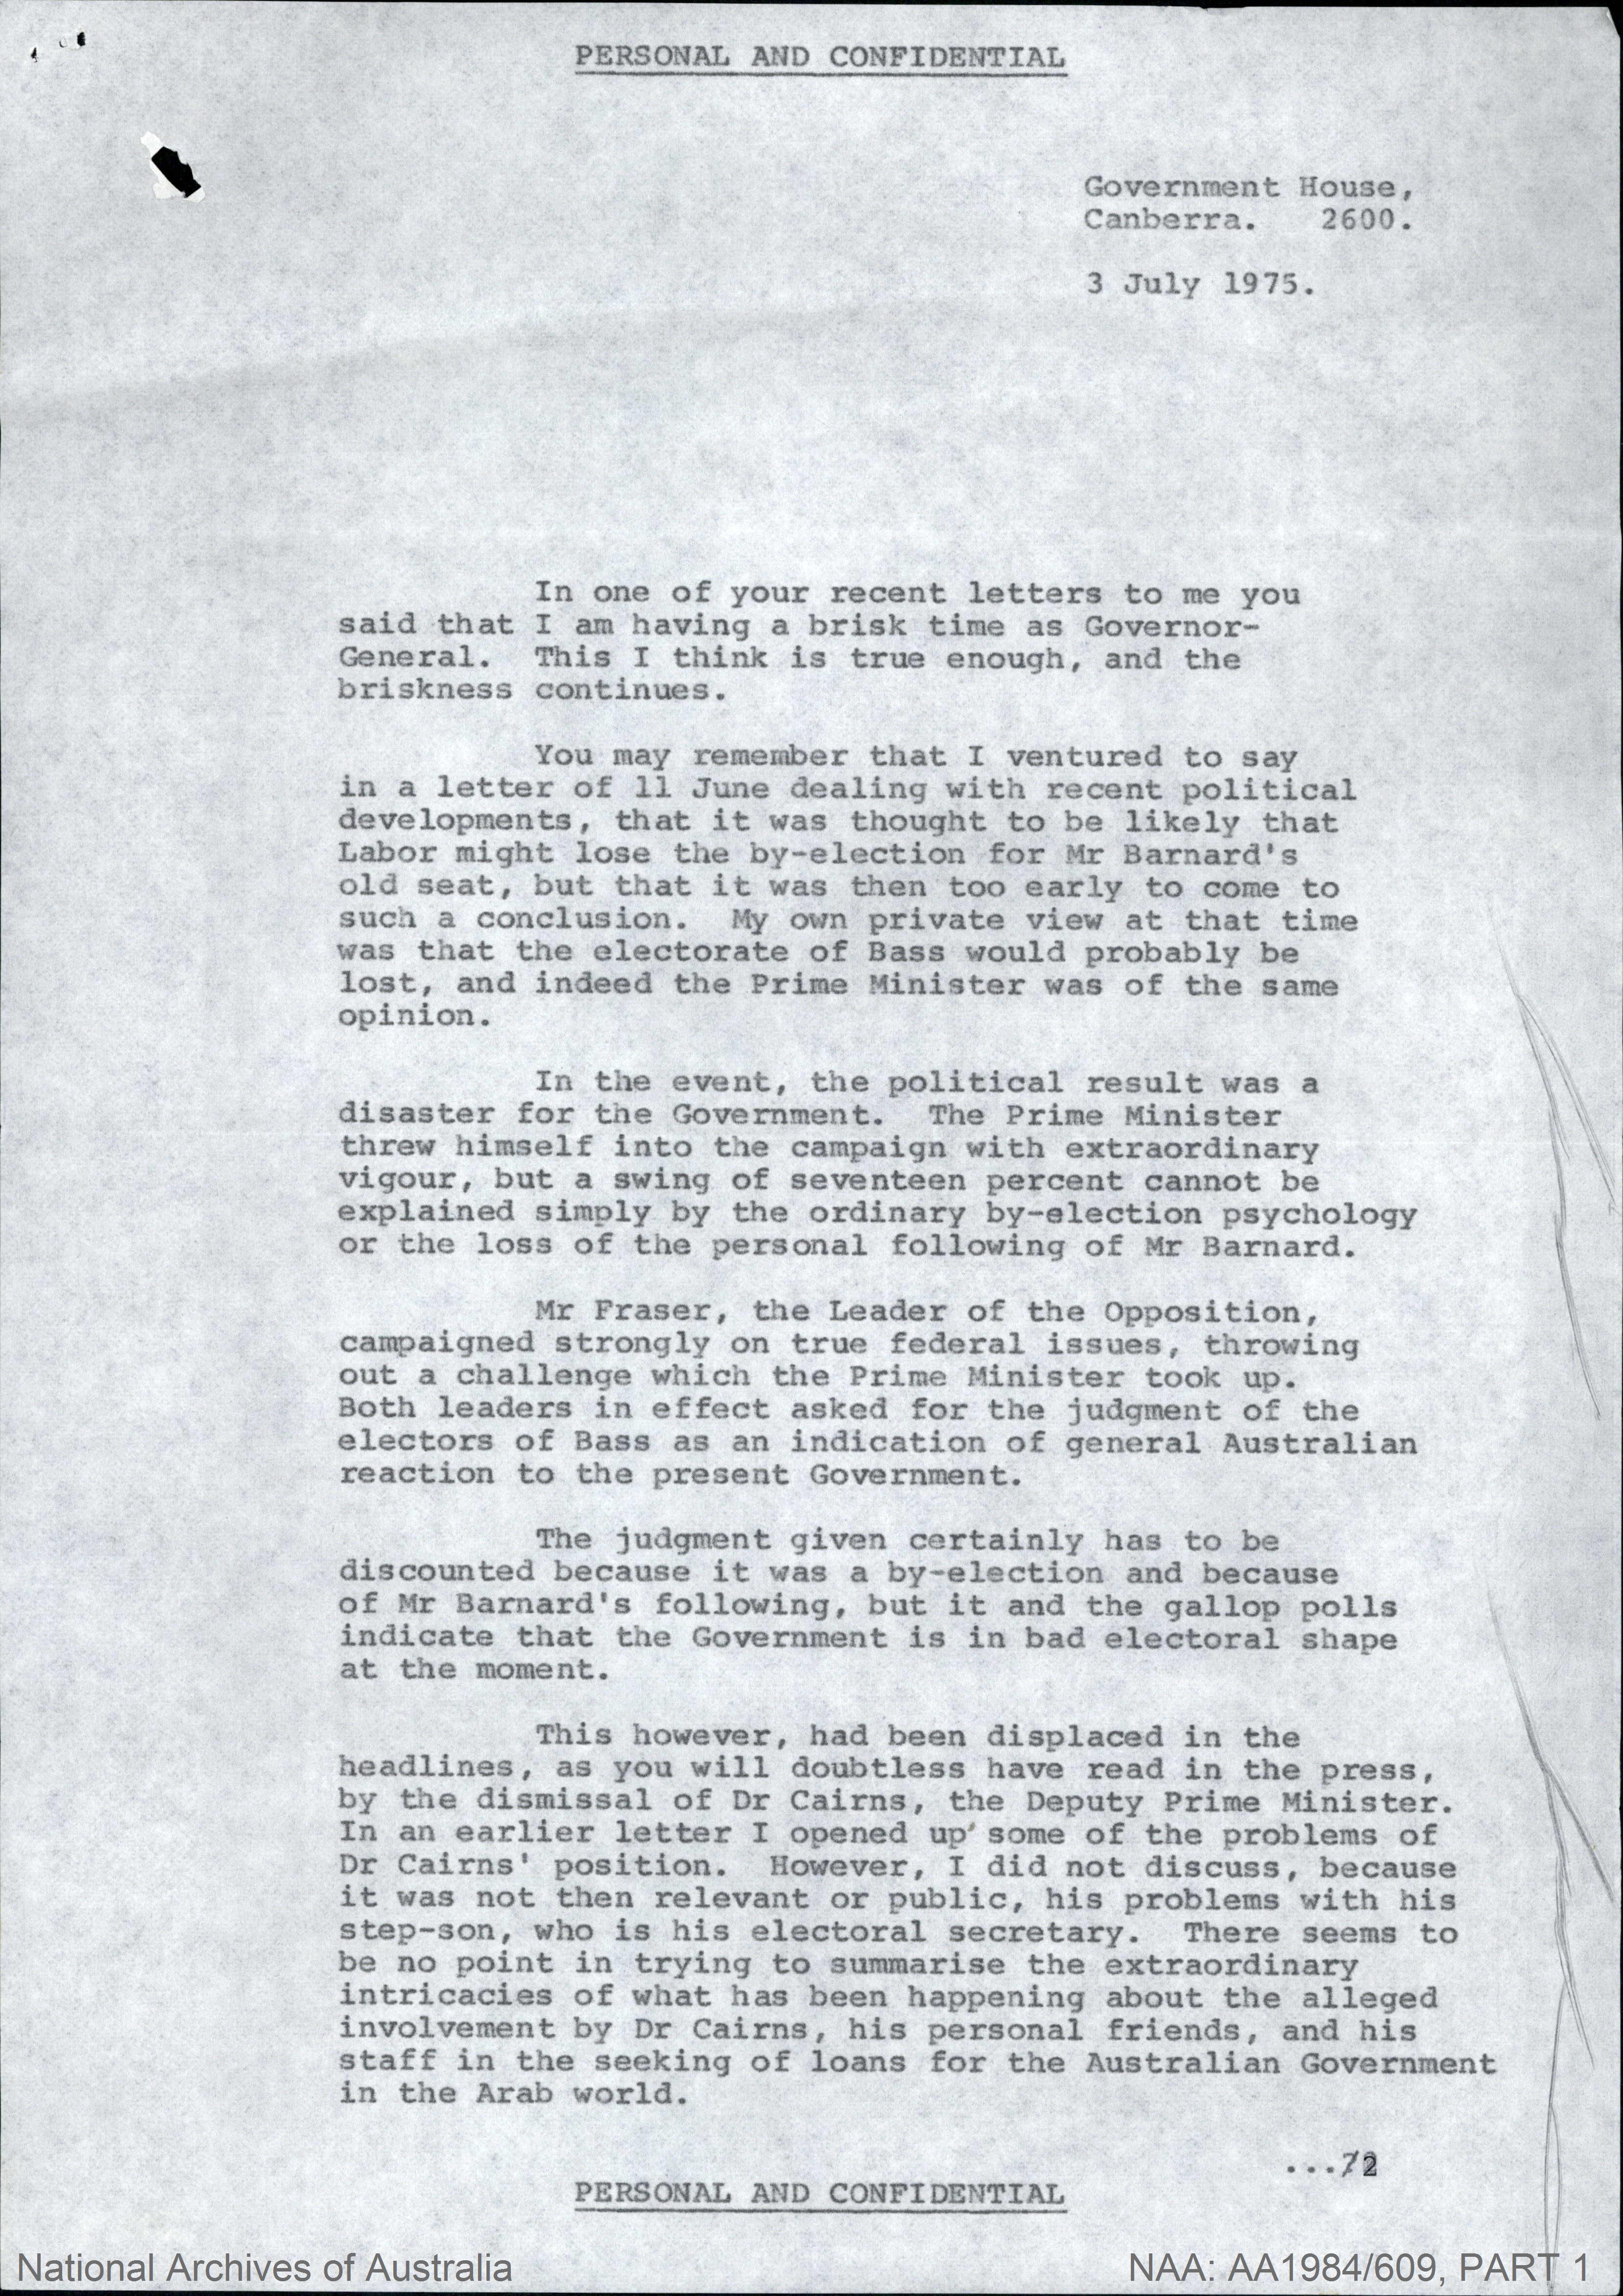 PERSONAL AND CONFIDENTIAL
Government House,
Canberra. 2600.
3 July 1975.
In one of your recent letters to me you
said that I am having a brisk time as Governor-
General. This I think is true enough, and the
briskness continues.
You may remember that I ventured to say
in a letter of 11 June dealing with recent political
developments, that it was thought to be likely that
Labor might lose the by-election for Mr Barnard's
old seat, but that it was then too early to come to
such a conclusion. My own private view at that time
was that the electorate of Bass would probably be
lost, and indeed the Prime Minister was of the same
opinion.
In the event, the political result was a
disaster for the Government. The Prime Minister
threw himself into the campaign with extraordinary
vigour, but a swing of seventeen percent cannot be
explained simply by the ordinary by-election psychology
or the loss of the personal following of Mr Barnard.
Mr Fraser, the Leader of the Opposition,
campaigned strongly on true federal issues, throwing
out a challenge which the Prime Minister took up.
Both leaders in effect asked for the judgment of the
electors of Bass as an indication of general Australian
reaction to the present Government.
The judgment given certainly has to be
discounted because it was a by-election and because
of Mr Barnard's following, but it and the gallop polls
indicate that the Government is in bad electoral shape
at the moment.
This however, had been displaced in the
headlines, as you will doubtless have read in the press,
by the dismissal of Dr Cairns, the Deputy Prime Minister.
In an earlier letter I opened up some of the problems of
Dr Cairns' position. However, I did not discuss, because
it was not then relevant or public, his problems with his
step-son, who is his electoral secretary. There seems to
be no point in trying to summarise the extraordinary
intricacies of what has been happening about the alleged
involvement by Dr Cairns, his personal friends, and his
staff in the seeking of loans for the Australian Government
in the Arab world.
.../2
PERSONAL AND CONFIDENTIAL
National Archives of Australia
NAA: AA1984/609, PART 1